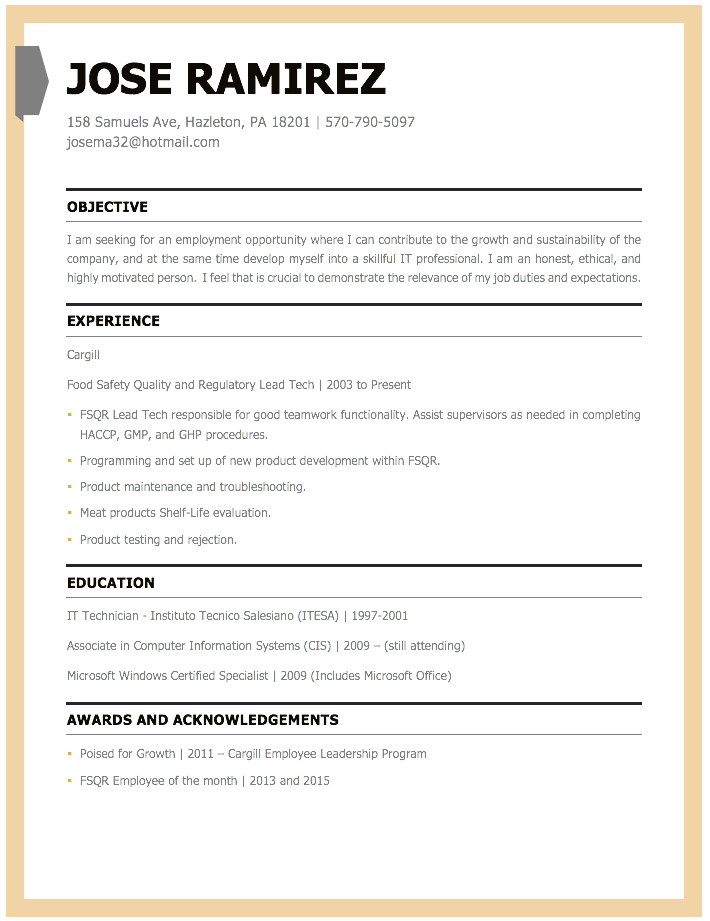 JOSE RAMIREZ
158 Samuels Ave, Hazleton, PA 18201 | 570-790-5097
josema32@hotmail.com
OBJECTIVE
I am seeking for an employment opportunity where I can contribute to the growth and sustainability of the
company, and at the same time develop myself into a skillful IT professional. I am an honest, ethical, and
highly motivated person.  I feel that is crucial to demonstrate the relevance of my job duties and expectations.
EXPERIENCE
Cargill
Food Safety Quality and Regulatory Lead Tech | 2003 to Present
▪ FSQR Lead Tech responsible for good teamwork functionality. Assist supervisors as needed in completing
HACCP, GMP, and GHP procedures.
▪ Programming and set up of new product development within FSQR.
▪ Product maintenance and troubleshooting.
▪ Meat products Shelf-Life evaluation.
▪ Product testing and rejection.
EDUCATION
IT Technician - Instituto Tecnico Salesiano (ITESA) | 1997-2001
Associate in Computer Information Systems (CIS) | 2009 – (still attending)
Microsoft Windows Certified Specialist | 2009 (Includes Microsoft Office)
AWARDS AND ACKNOWLEDGEMENTS
▪ Poised for Growth | 2011 – Cargill Employee Leadership Program
▪ FSQR Employee of the month | 2013 and 2015